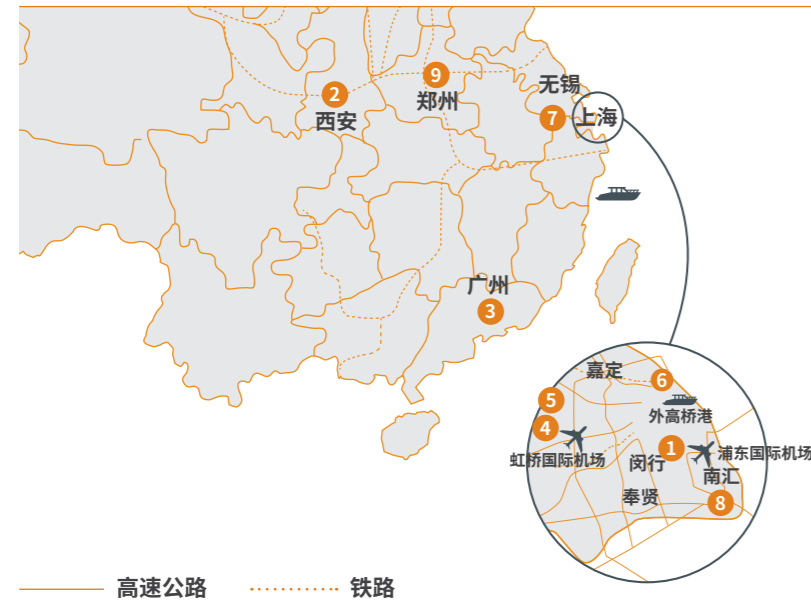 9
郑州
2
西安
无锡
7
上海
广州
3
嘉定
6
5
外高桥港
4
1
浦东国际机场
虹桥国际机场
闵行
南汇
奉贤
8
高速公路
铁路